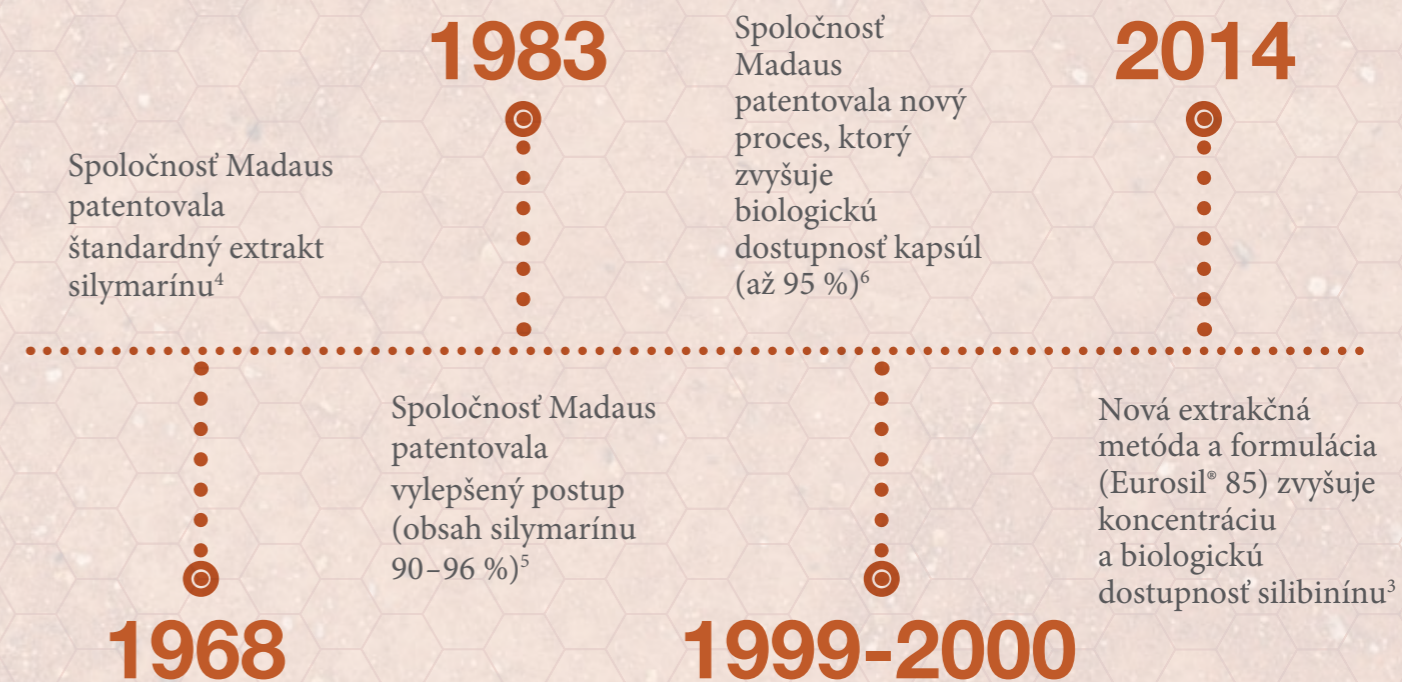 Spoločnosť Madaus
patentovala
štandardný extrakt
silymarínu⁴
1968
1983
Spoločnosť Madaus
patentovala
vylepšený postup
(obsah silymarínu
90–96 %)⁵
Spoločnosť
Madaus
patentovala nový
proces, ktorý
zvyšuje
biologickú
dostupnosť kapsúl
(až 95 %)⁶
1999-2000
2014
Nová extrakčná
metóda a formulácia
(Eurosil® 85) zvyšuje
koncentráciu
a biologickú
dostupnosť silibinínu³